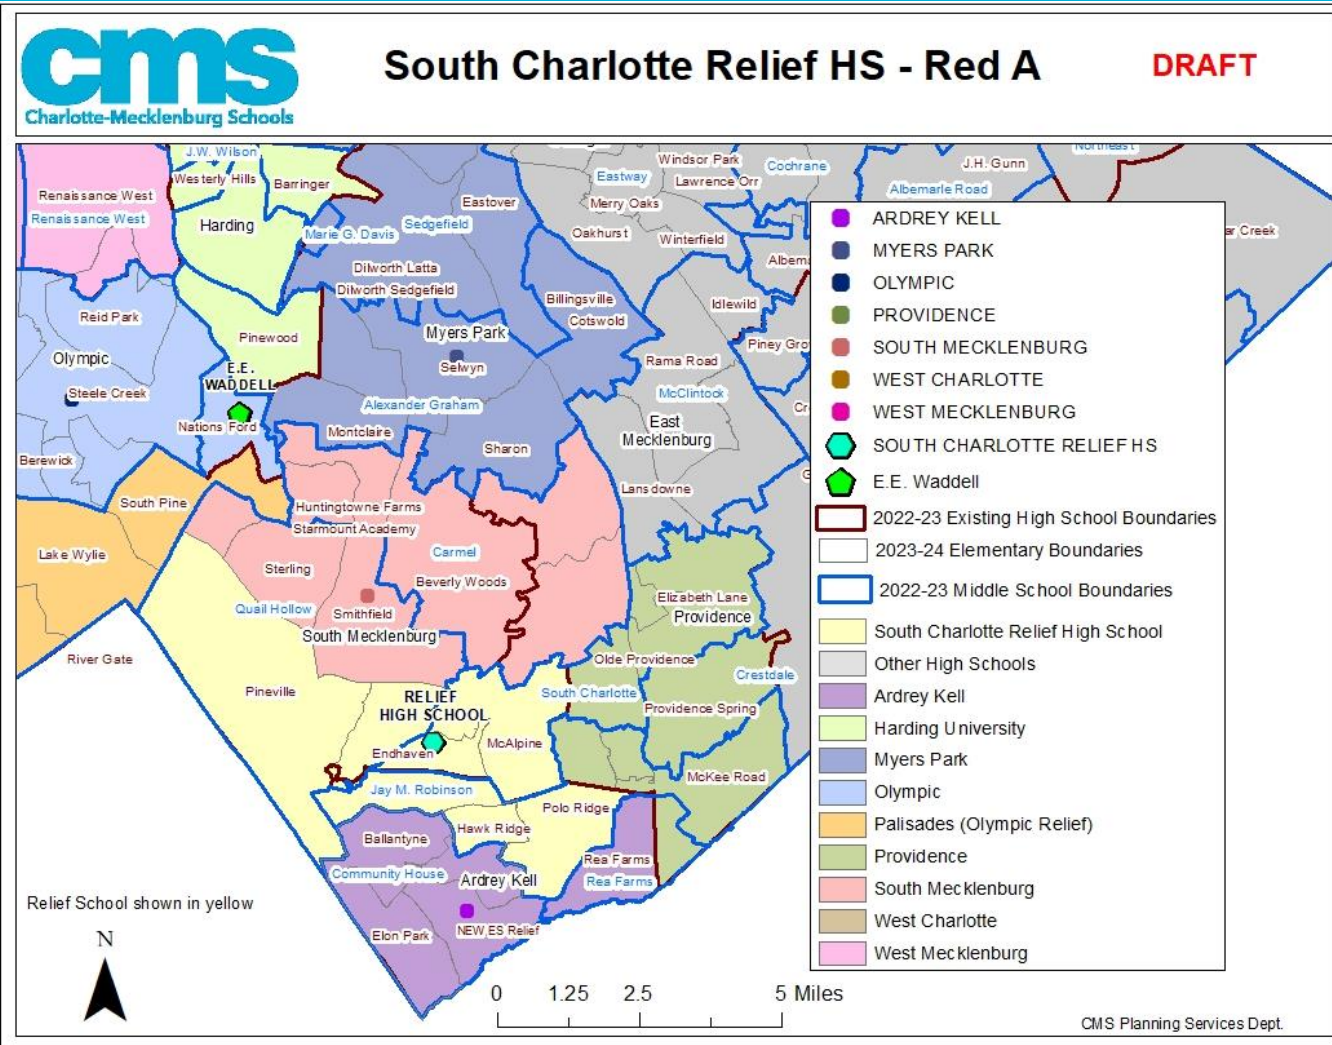 cms
Charlotte-Mecklenburg Schools
South Charlotte Relief HS - Red A
DRAFT
J.W. Wilson
Westerly Hills
Barringer
Renaissance West
Renaissance West
Harding
Marie G. Davis
Sedgefield
Eastover
Dilworth Latta
Dilworth Sedgefield
Windsor Park
Eastway
Lawrence Orr
Merry Oaks
Oakhurst
Winterfield
Cochrane
J.H. Gunn
Northeast
Albemarle Road
ar Creek
Albem
Idlewild
Piney Gro
Billingsville
Cotswold
Reid Park
Pinewood
Olympic
Steele Creek
E.E.
WADDELL
Nations Ford
Berewick
Myers Park
Selwyn
Alexander Graham
Montclaire
Sharon
Rama Road
McClintock
East
Mecklenburg
Lansdowne
South Pine
Lake Wylie
River Gate
Huntingtowne Farms
Starmount Academy
Sterling
Carmel
Beverly Woods
Quail Hollow
Smithfield
South Mecklenburg
Elizabeth Lane
Providence
Olde Providence
Crestdale
South Charlotte
Providence Spring
McKee Road
Pineville
RELIEF
HIGH SCHOOL
Endhaven
McAlpine
Jay M. Robinson
Polo Ridge
Hawk Ridge
Ballantyne
Community House
Ardrey Kell
Rea Farms
Rea Farms
Elon Park
NEW ES Relief
ARDREY KELL
MYERS PARK
OLYMPIC
PROVIDENCE
SOUTH MECKLENBURG
WEST CHARLOTTE
WEST MECKLENBURG
SOUTH CHARLOTTE RELIEF HS
E.E. Waddell
2022-23 Existing High School Boundaries
2023-24 Elementary Boundaries
2022-23 Middle School Boundaries
South Charlotte Relief High School
Other High Schools
Ardrey Kell
Harding University
Myers Park
Olympic
Palisades (Olympic Relief)
Providence
South Mecklenburg
West Charlotte
West Mecklenburg
Relief School shown in yellow
N
0 1.25 2.5 5 Miles
CMS Planning Services Dept.